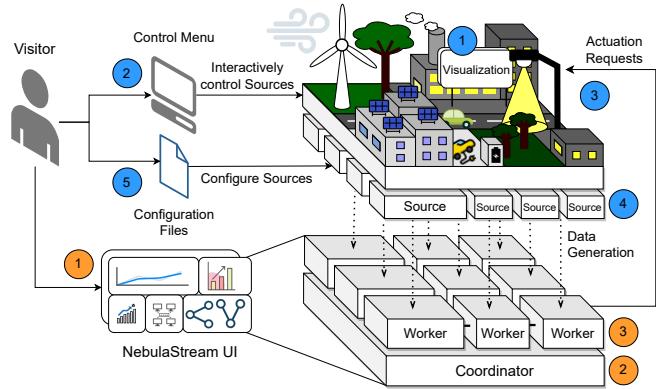 Visitor
Control Menu
2
Interactively
control Sources
1
Visualization
Actuation
Requests
3
5
Configure Sources
Configuration
Files
Source
Source
Source
Source
4
Data
Generation
1
NebulaStream UI
Worker
Worker
Worker
3
Coordinator
2